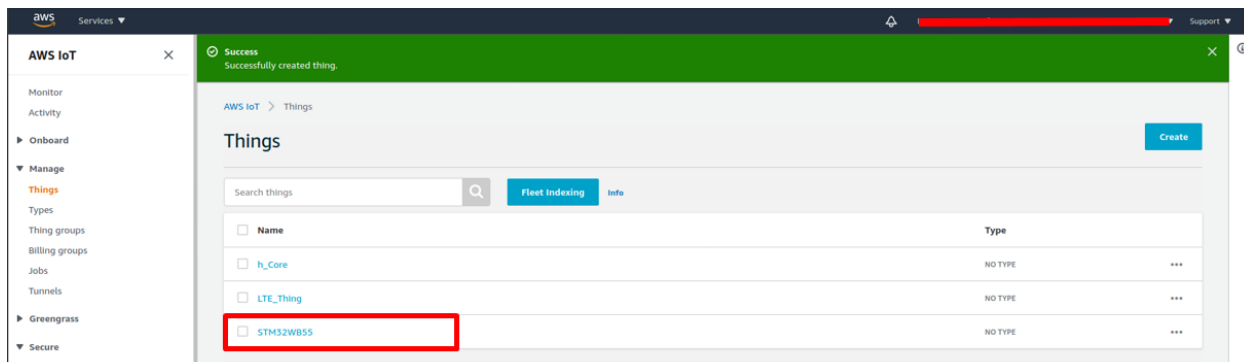 aws Services ▼ Support ▼
AWS IoT
Monitor
Activity
Onboard
Manage
Things
Types
Thing groups
Billing groups
Jobs
Tunnels
Greengrass
Secure
Success
Successfully created thing.
AWS IoT > Things
Things
Create
Search things
Fleet Indexing Info
Name Type
h_Core NO TYPE
LTE_Thing NO TYPE
STM32WB55 NO TYPE